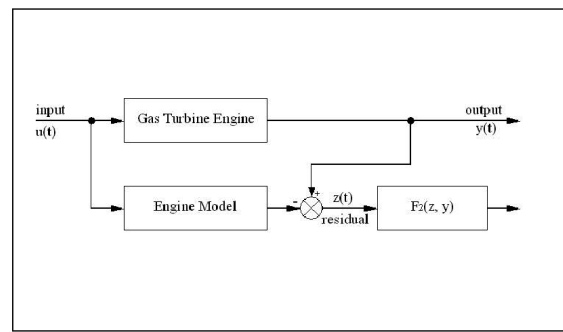 input
u(t)
Gas Turbine Engine
output
y(t)
Engine Model
-
+
z(t)
residual
F2(z, y)